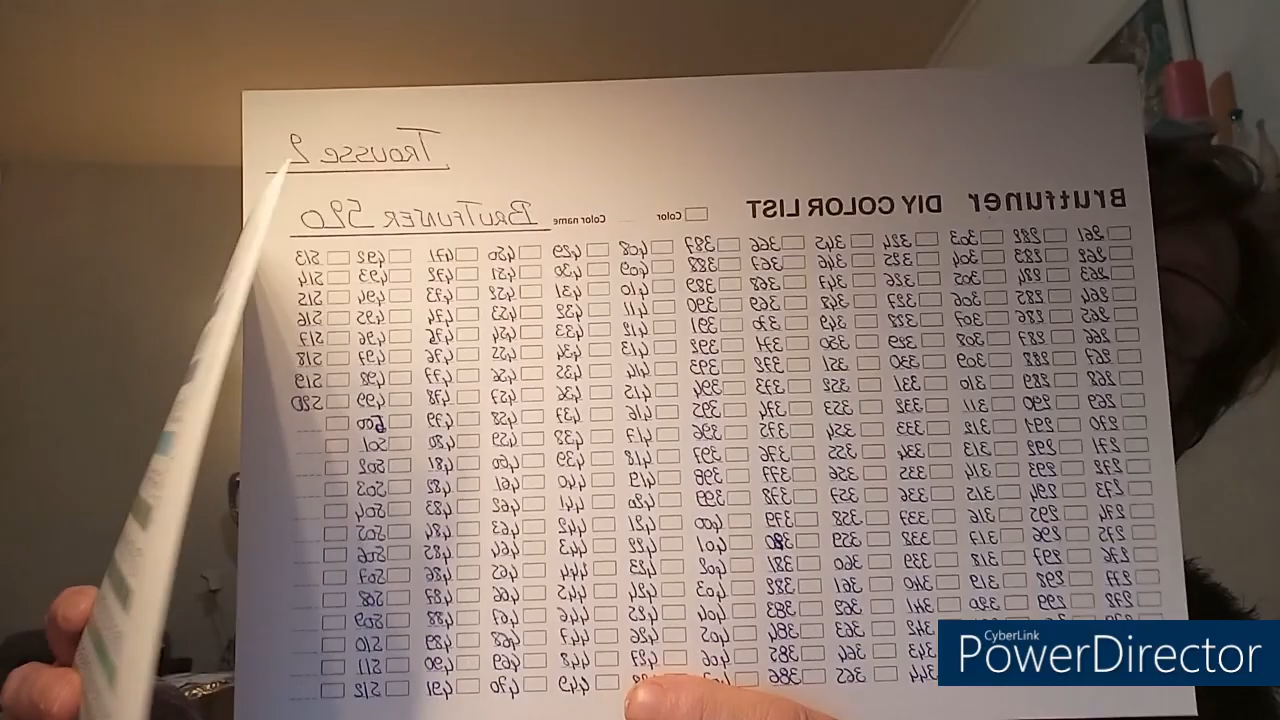 Trousse 2
Brutfuner DIY COLOR LIST Color Color name BRUTFUNER 520
261 282 303 324 345 366 387 408 429 450 471 492 513
262 283 304 325 346 367 388 409 430 451 472 493 514
263 284 305 326 347 368 389 410 431 452 473 494 515
264 285 306 327 348 369 390 411 432 453 474 495 516
265 286 307 328 349 370 391 412 433 454 475 496 517
266 287 308 329 350 371 392 413 434 455 476 497 518
267 288 309 330 351 372 393 414 435 456 477 498 519
268 289 310 331 352 373 394 415 436 457 478 499 520
269 290 311 332 353 374 395 416 437 458 479 500
270 291 312 333 354 375 396 417 438 459 480 501
271 292 313 334 355 376 397 418 439 460 481 502
272 293 314 335 356 377 398 419 440 461 482 503
273 294 315 336 357 378 399 420 441 462 483 504
274 295 316 337 358 379 400 421 442 463 484 505
275 296 317 338 359 380 401 422 443 464 485 506
276 297 318 339 360 381 402 423 444 465 486 507
277 298 319 340 361 382 403 424 445 466 487 508
278 299 320 341 362 383 404 425 446 467 488 509
342 363 384 405 426 447 468 489 510
343 364 385 406 427 448 469 490 511
344 365 386 449 470 491 512
CyberLink
PowerDirector